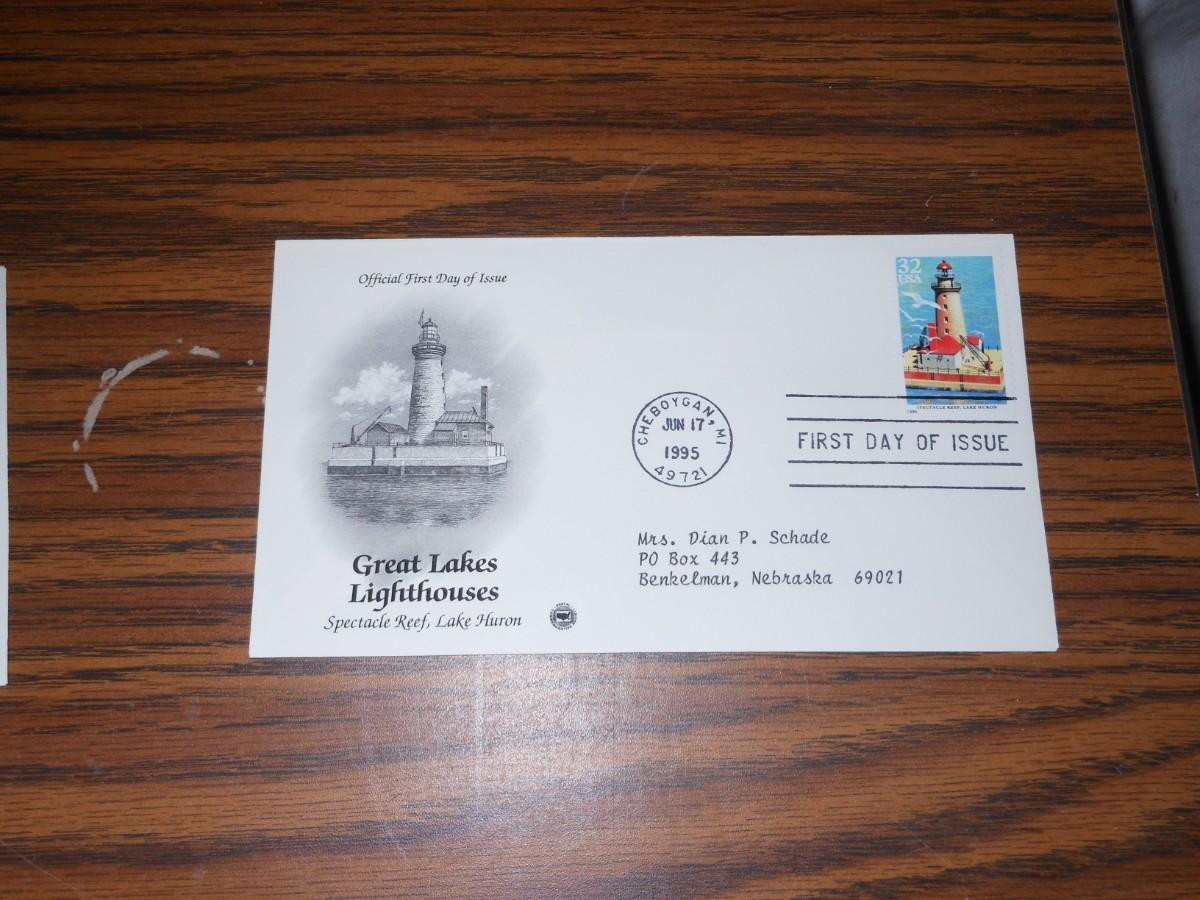 Official First Day of Issue
32
USA
SPECTACLE REEF, LAKE HURON
1995
CHEBOYGAN, MI
JUN 17
1995
49721
FIRST DAY OF ISSUE
Mrs. Dian P. Schade
PO Box 443
Benkelman, Nebraska 69021
Great Lakes
Lighthouses
Spectacle Reef, Lake Huron